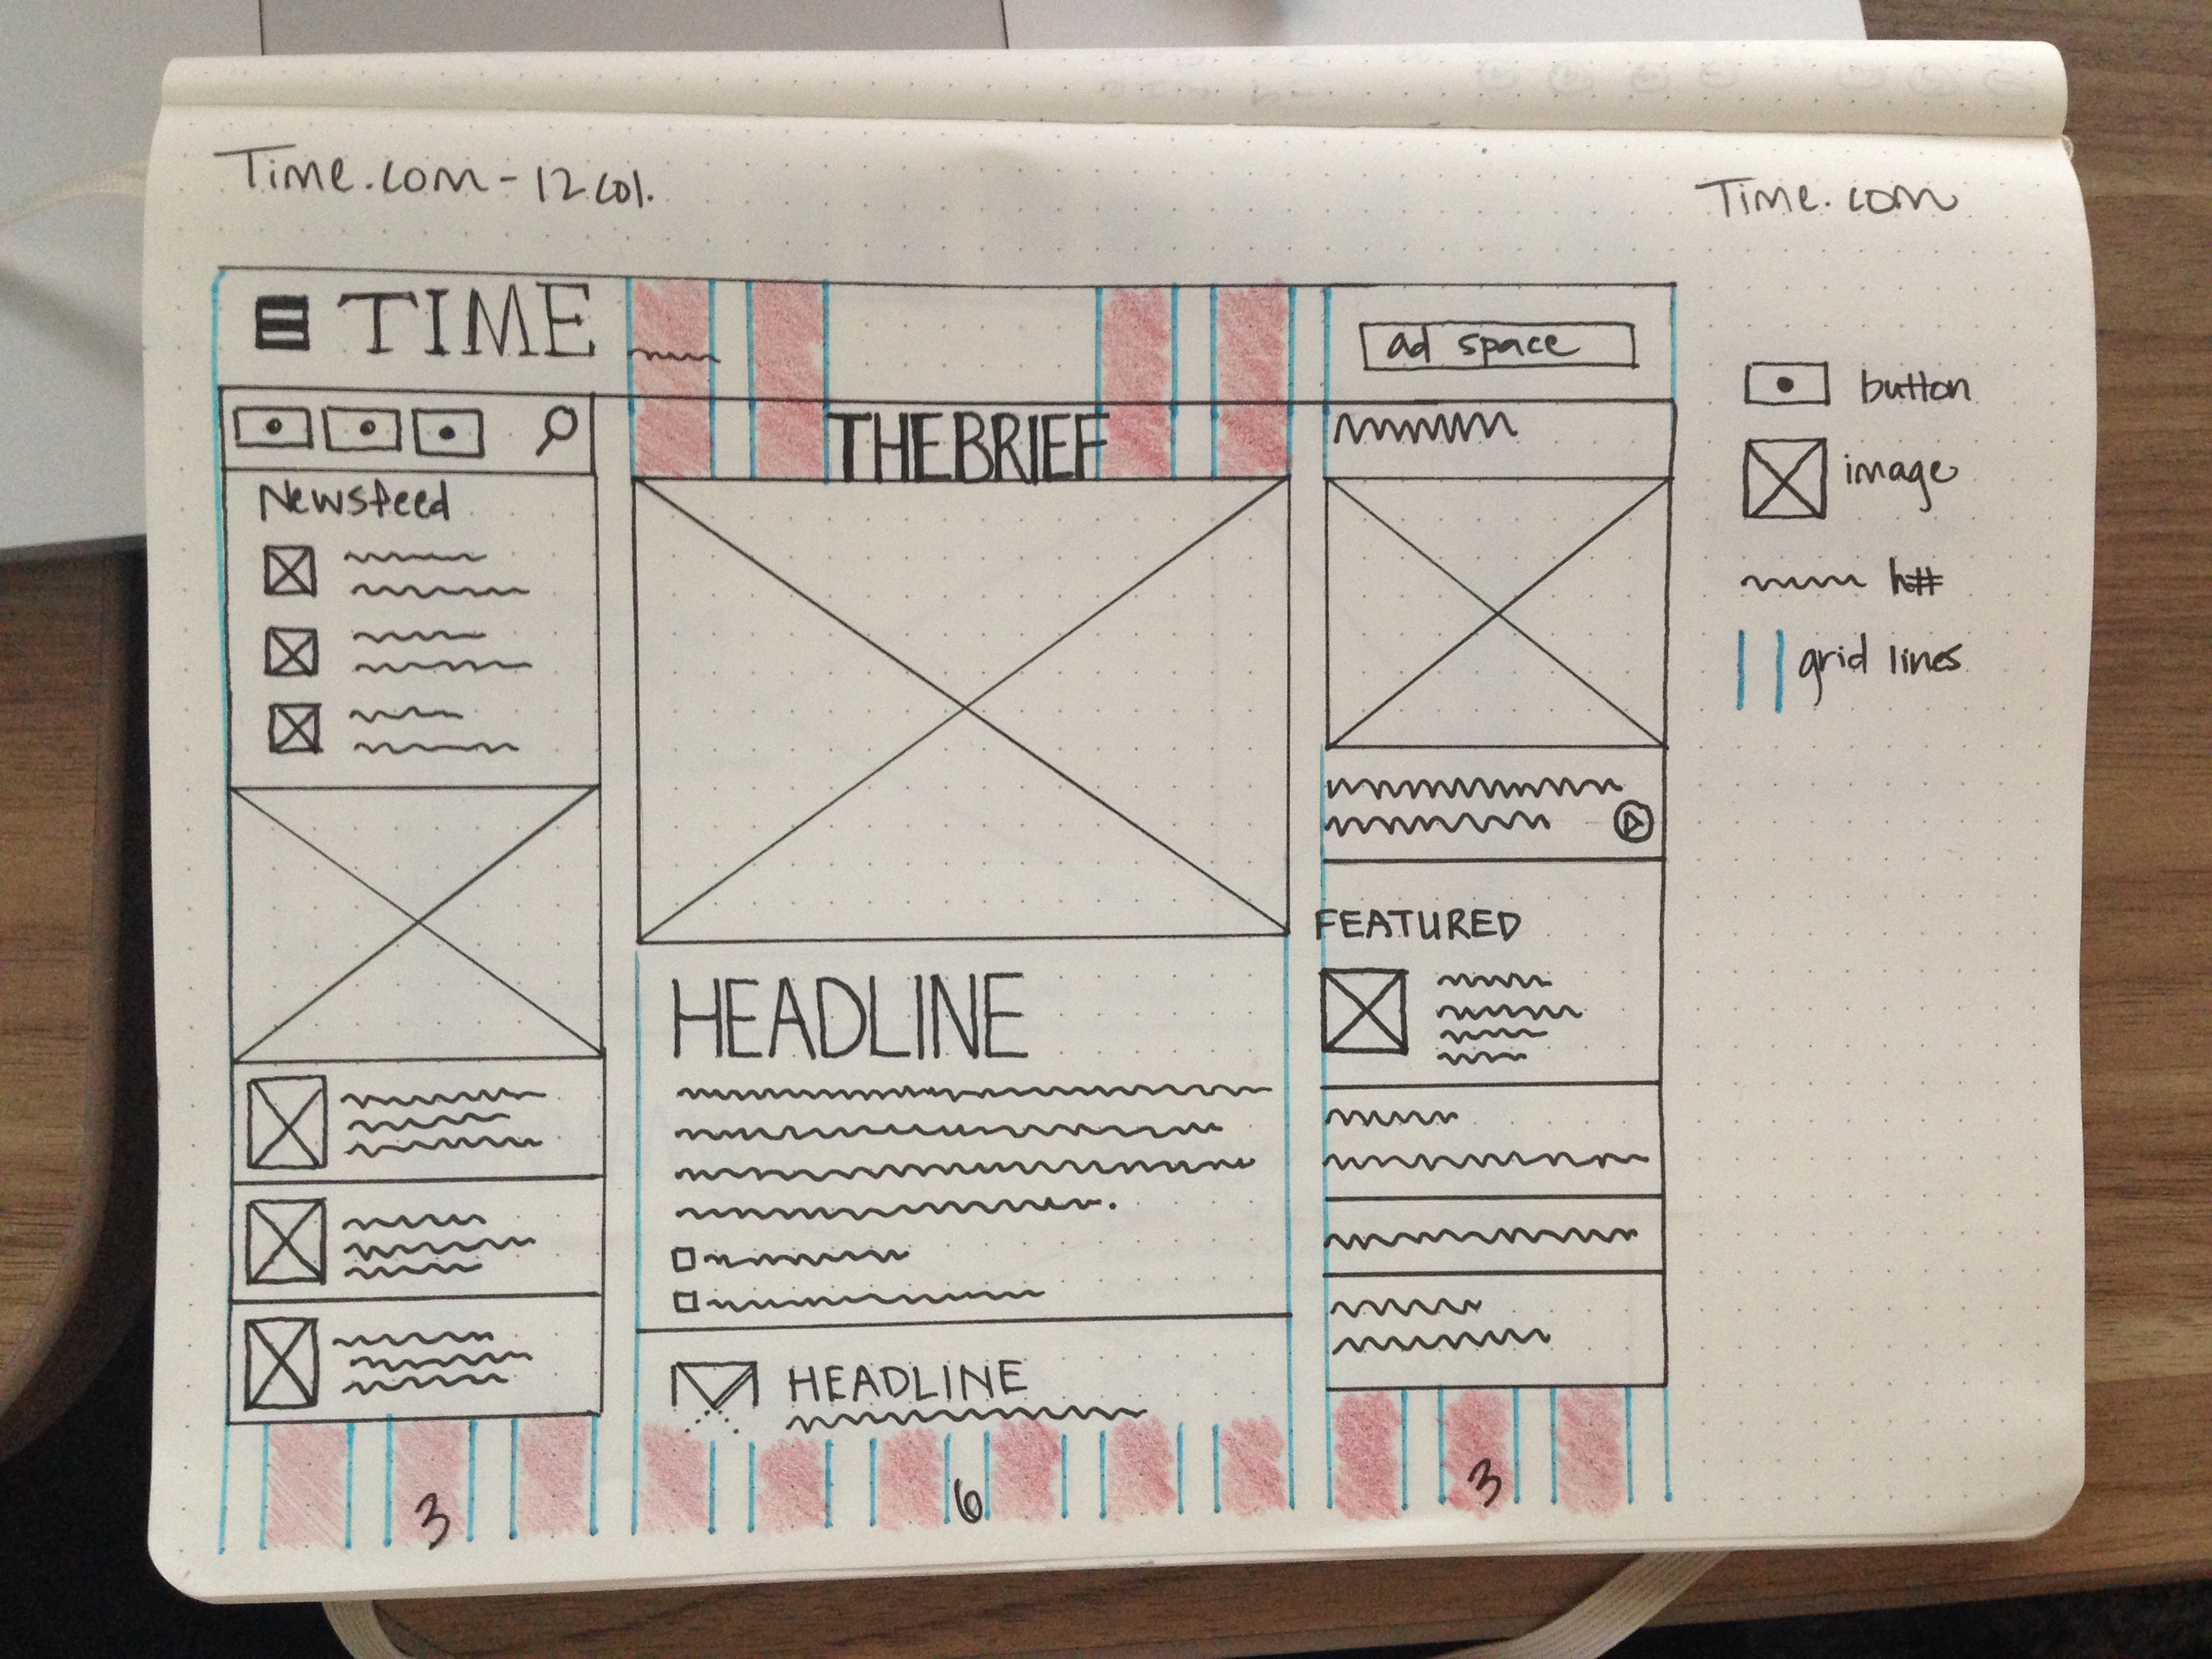 Time.com - 12 col.
Time.com
TIME
ad space
button
THE BRIEF
image
Newsfeed
h#
grid lines
FEATURED
HEADLINE
HEADLINE
3
6
3